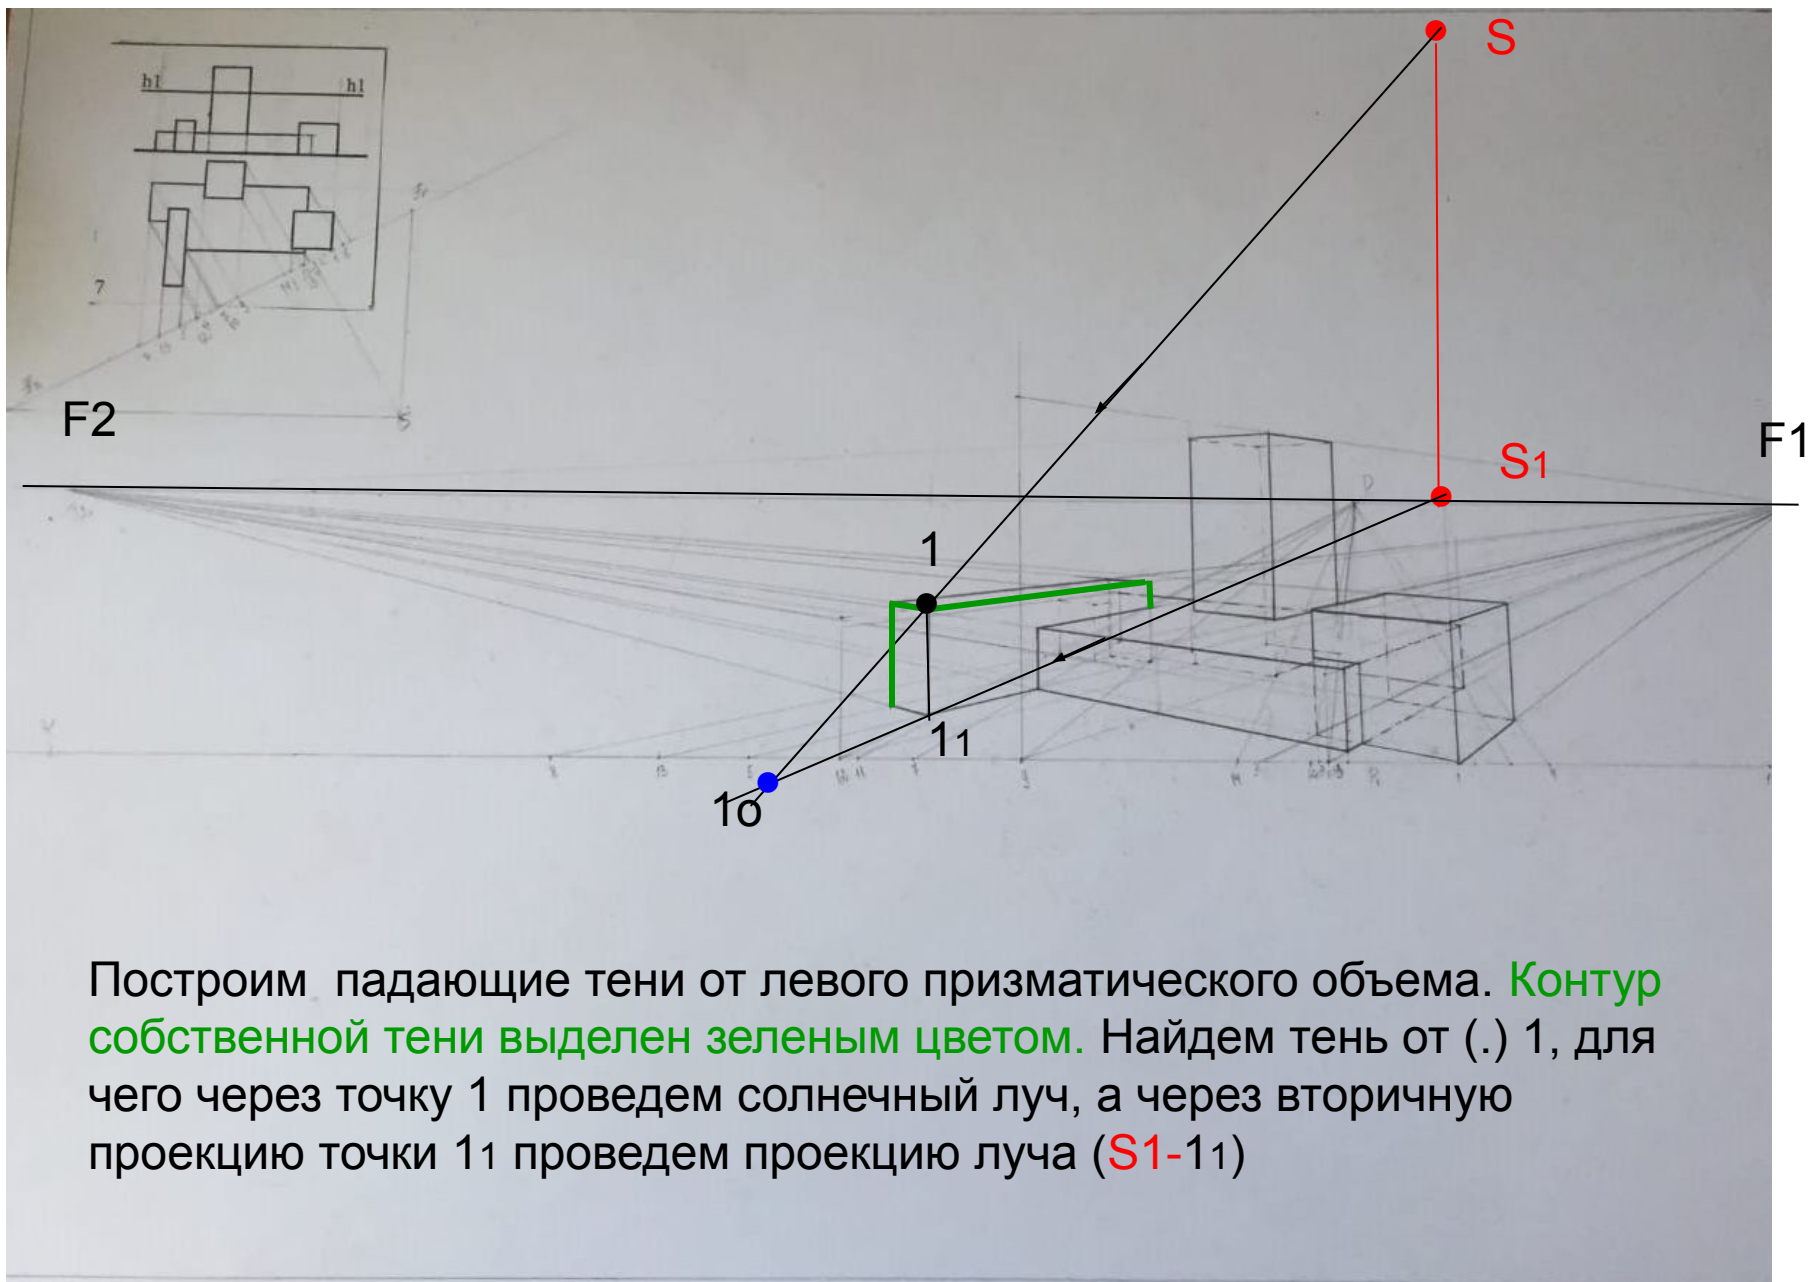 S
h1
h1
7
F2
F1
S1
D
1
11
1о
Построим падающие тени от левого призматического объема. Контур
собственной тени выделен зеленым цветом. Найдем тень от (.) 1, для
чего через точку 1 проведем солнечный луч, а через вторичную
проекцию точки 11 проведем проекцию луча (S1-11)